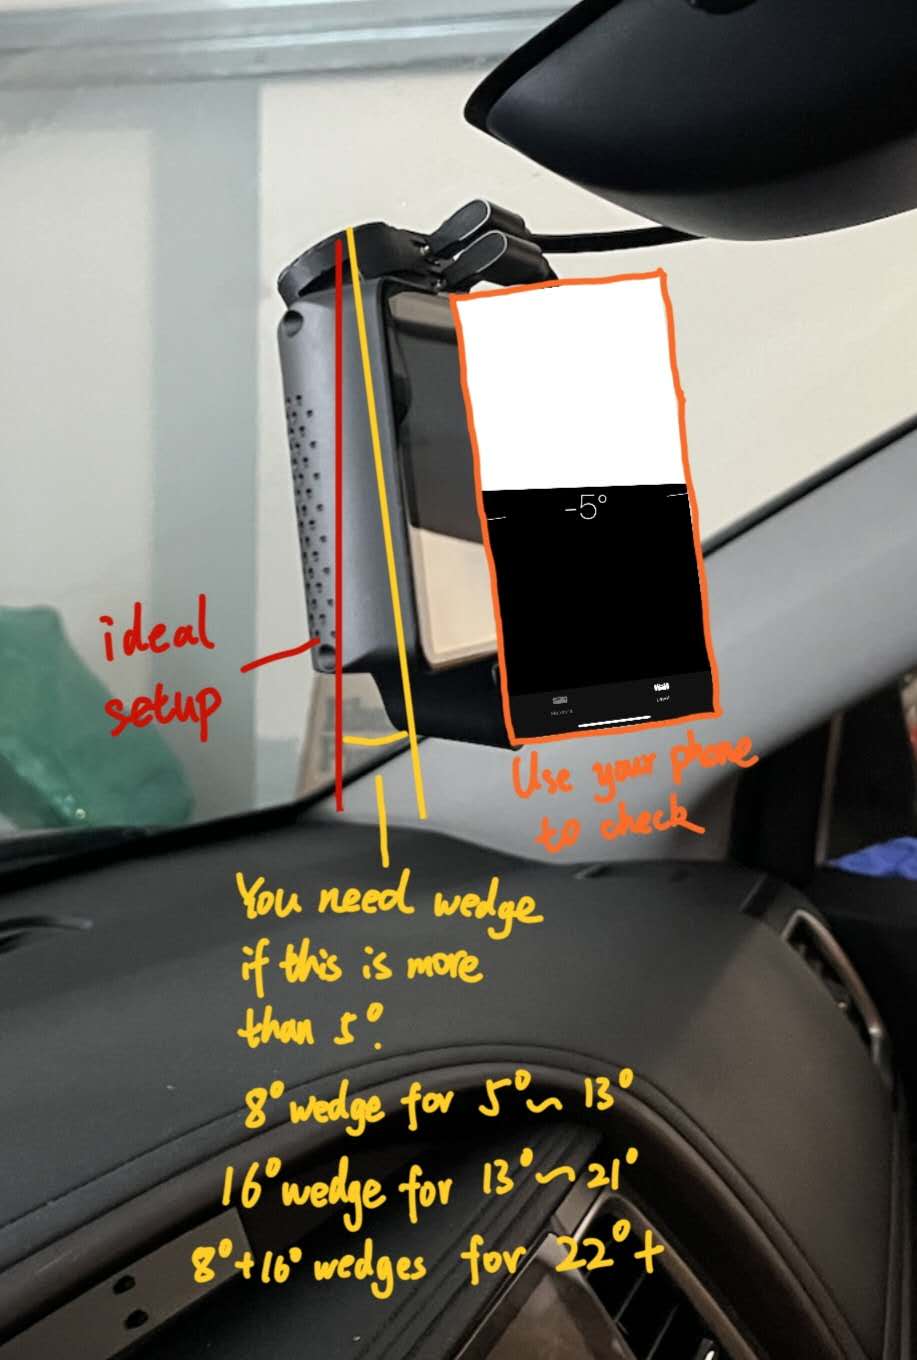 -5°
ideal
setup
Use your phone
to check
You need wedge
if this is more
than 5°.
8° wedge for 5° ~ 13°
16° wedge for 13° ~ 21°
8°+16° wedges for 22°+